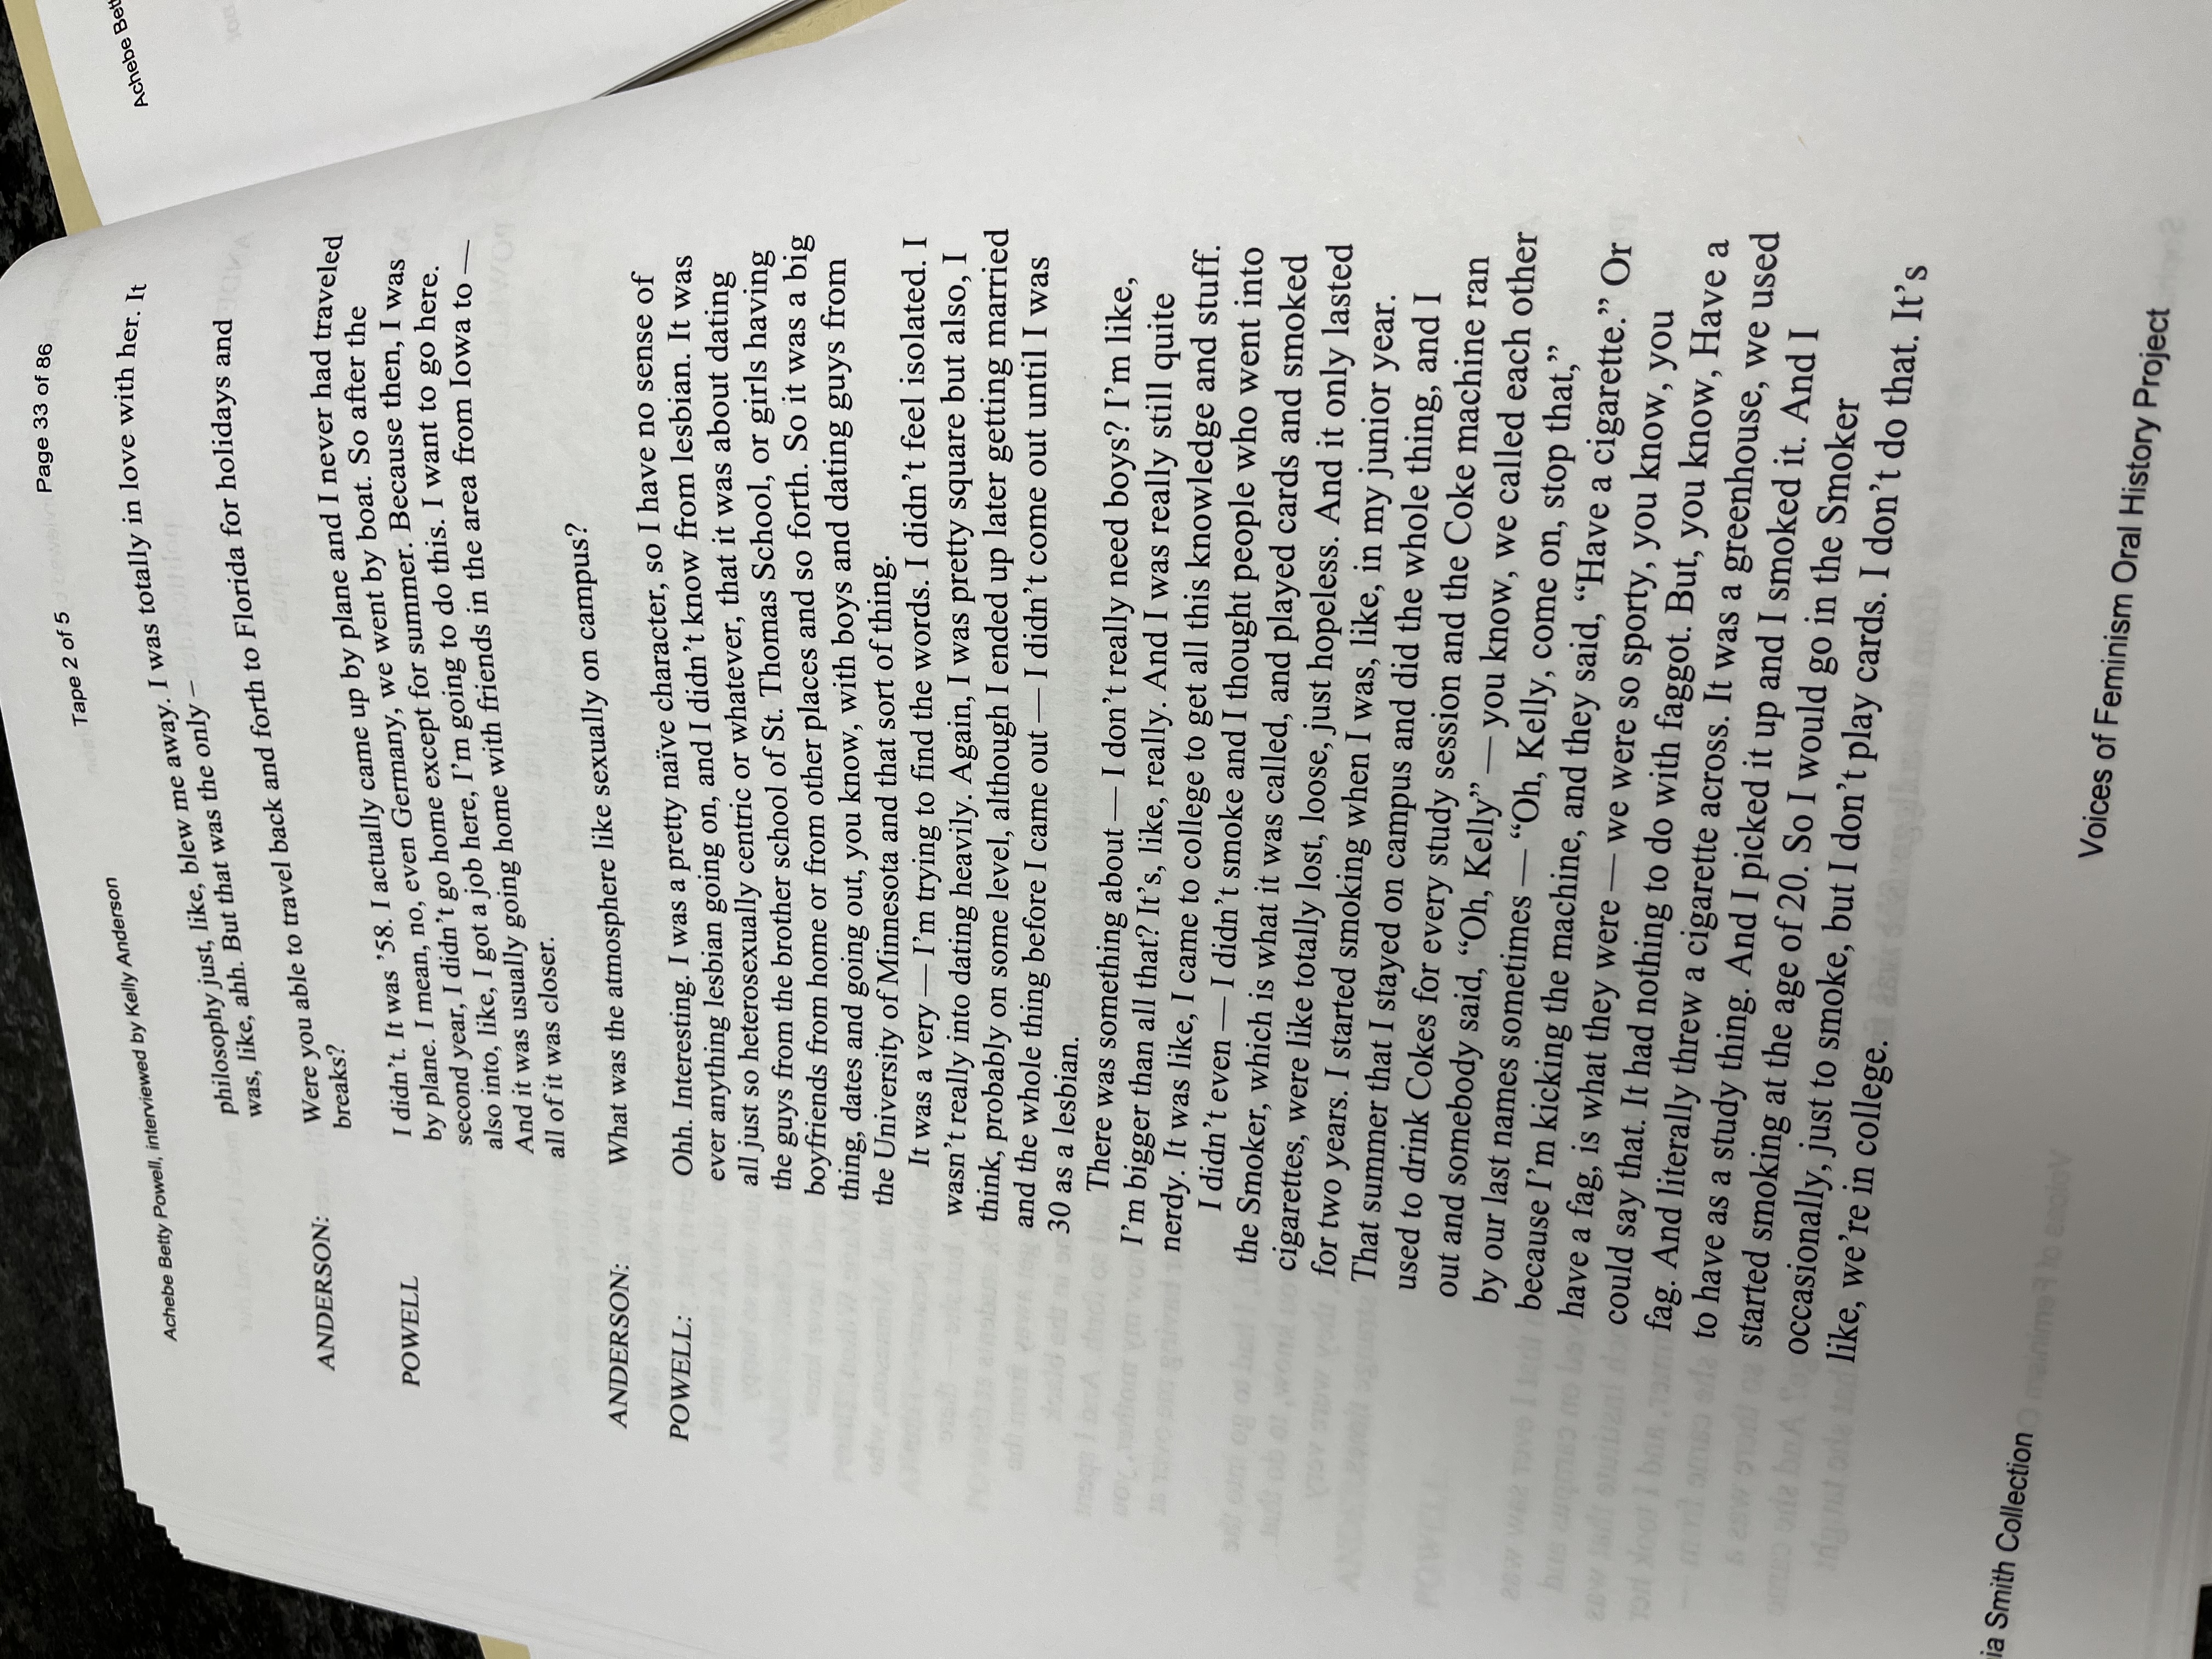 Achebe Betty Powell, interviewed by Kelly Anderson Tape 2 of 5 Page 33 of 86
philosophy just, like, blew me away. I was totally in love with her. It
was, like, ahh. But that was the only –
ANDERSON: Were you able to travel back and forth to Florida for holidays and
breaks?
POWELL I didn’t. It was ’58. I actually came up by plane and I never had traveled
by plane. I mean, no, even Germany, we went by boat. So after the
second year, I didn’t go home except for summer. Because then, I was
also into, like, I got a job here, I’m going to do this. I want to go here.
And it was usually going home with friends in the area from Iowa to —
all of it was closer.
ANDERSON: What was the atmosphere like sexually on campus?
POWELL: Ohh. Interesting. I was a pretty naïve character, so I have no sense of
ever anything lesbian going on, and I didn’t know from lesbian. It was
all just so heterosexually centric or whatever, that it was about dating
the guys from the brother school of St. Thomas School, or girls having
boyfriends from home or from other places and so forth. So it was a big
thing, dates and going out, you know, with boys and dating guys from
the University of Minnesota and that sort of thing.
It was a very — I’m trying to find the words. I didn’t feel isolated. I
wasn’t really into dating heavily. Again, I was pretty square but also, I
think, probably on some level, although I ended up later getting married
and the whole thing before I came out — I didn’t come out until I was
30 as a lesbian.
There was something about — I don’t really need boys? I’m like,
I’m bigger than all that? It’s, like, really. And I was really still quite
nerdy. It was like, I came to college to get all this knowledge and stuff.
I didn’t even — I didn’t smoke and I thought people who went into
the Smoker, which is what it was called, and played cards and smoked
cigarettes, were like totally lost, loose, just hopeless. And it only lasted
for two years. I started smoking when I was, like, in my junior year.
That summer that I stayed on campus and did the whole thing, and I
used to drink Cokes for every study session and the Coke machine ran
out and somebody said, “Oh, Kelly” — you know, we called each other
by our last names sometimes — “Oh, Kelly, come on, stop that,”
because I’m kicking the machine, and they said, “Have a cigarette.” Or
have a fag, is what they were — we were so sporty, you know, you
could say that. It had nothing to do with faggot. But, you know, Have a
fag. And literally threw a cigarette across. It was a greenhouse, we used
to have as a study thing. And I picked it up and I smoked it. And I
started smoking at the age of 20. So I would go in the Smoker
occasionally, just to smoke, but I don’t play cards. I don’t do that. It’s
like, we’re in college.
ia Smith Collection
Voices of Feminism Oral History Project
Achebe Bett